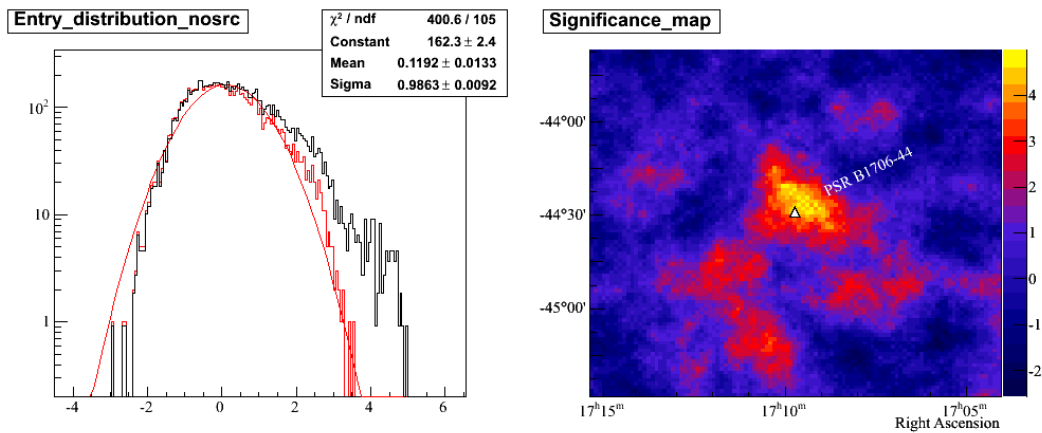 Entry_distribution_nosrc
χ² / ndf 400.6 / 105
Constant 162.3 ± 2.4
Mean 0.1192 ± 0.0133
Sigma 0.9863 ± 0.0092
10²
10
1
-4 -2 0 2 4 6
Significance_map
-44°00'
-44°30'
-45°00'
PSR B1706-44
4
3
2
1
0
-1
-2
17ʰ15ᵐ 17ʰ10ᵐ 17ʰ05ᵐ
Right Ascension